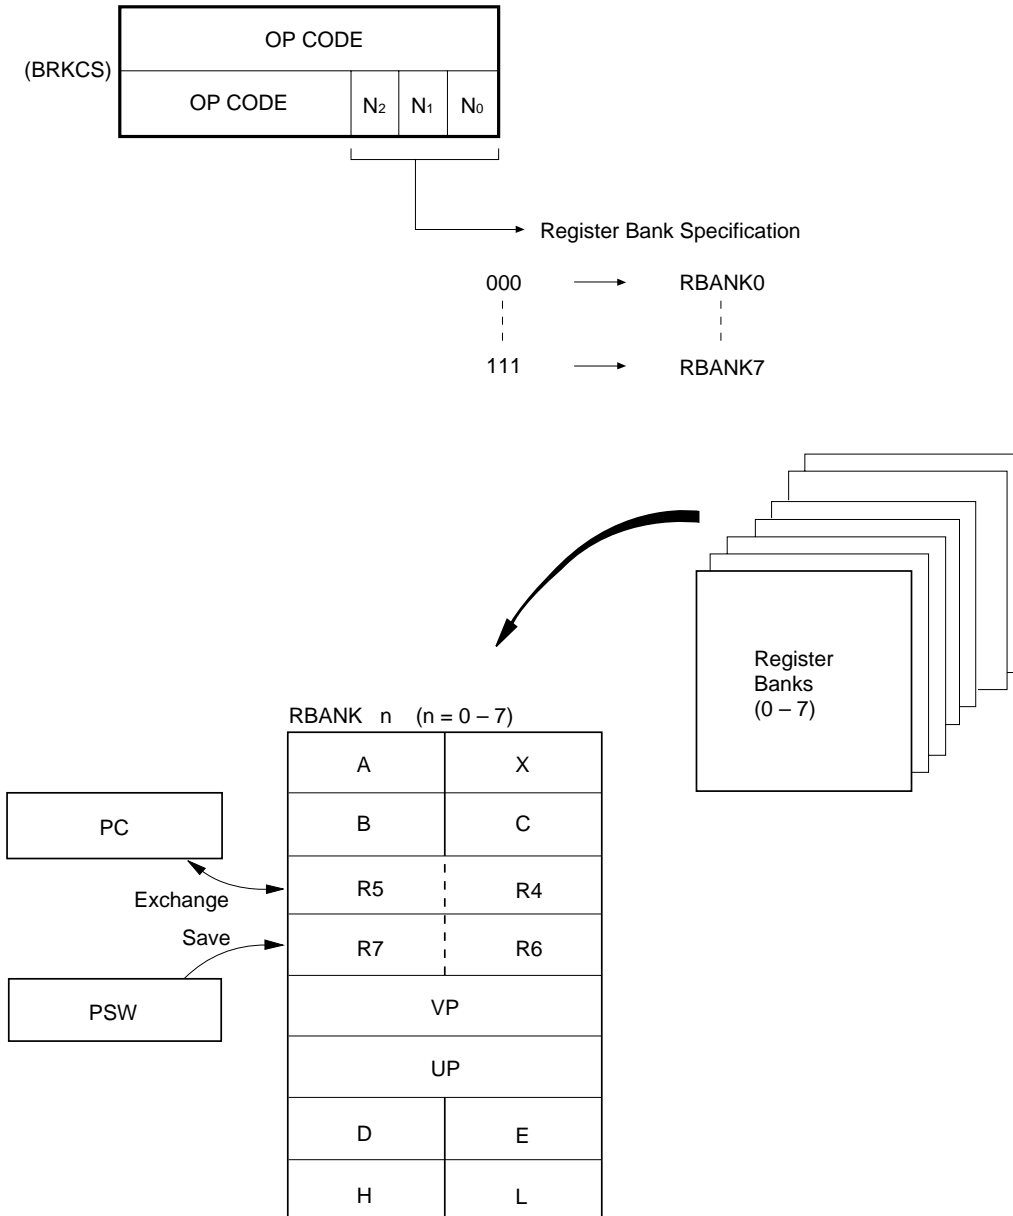 OP CODE
(BRKCS)
OP CODE N2 N1 N0
Register Bank Specification
000 RBANK0
111 RBANK7
Register
Banks
(0 – 7)
RBANK n (n = 0 – 7)
A X
PC
B C
R5 R4
Exchange
Save
R7 R6
PSW
VP
UP
D E
H L